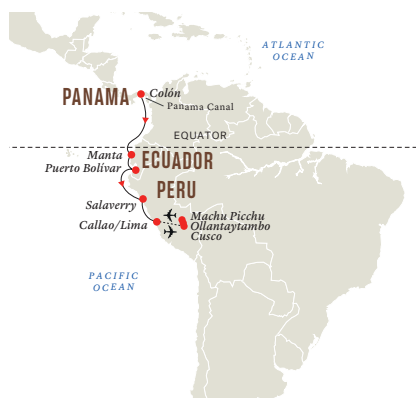 ATLANTIC
OCEAN
PANAMA
Colón
Panama Canal
EQUATOR
Manta
ECUADOR
Puerto Bolívar
PERU
Salaverry
Machu Picchu
Callao/Lima
Ollantaytambo
Cusco
PACIFIC
OCEAN